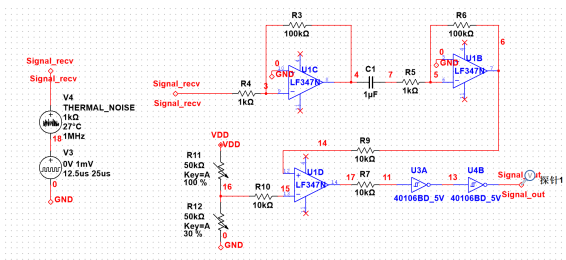 R3
100kΩ
R6
100kΩ
6
Signal_recv
Signal_recv
0
GND
U1C
LF347N
4
C1
1µF
7
R5
1kΩ
5
0
GND
U1B
LF347N
Signal_recv
Signal_recv
R4
1kΩ
3
V4
THERMAL_NOISE
1kΩ
27°C
1MHz
18
V3
0V 1mV
12.5us 25us
0
GND
VDD
VDD
R11
50kΩ
Key=A
100 %
16
R12
50kΩ
Key=A
30 %
0
GND
R10
10kΩ
15
14
R9
10kΩ
U1D
LF347N
17
R7
10kΩ
11
U3A
40106BD_5V
13
U4B
40106BD_5V
V
探针1
Signal_out